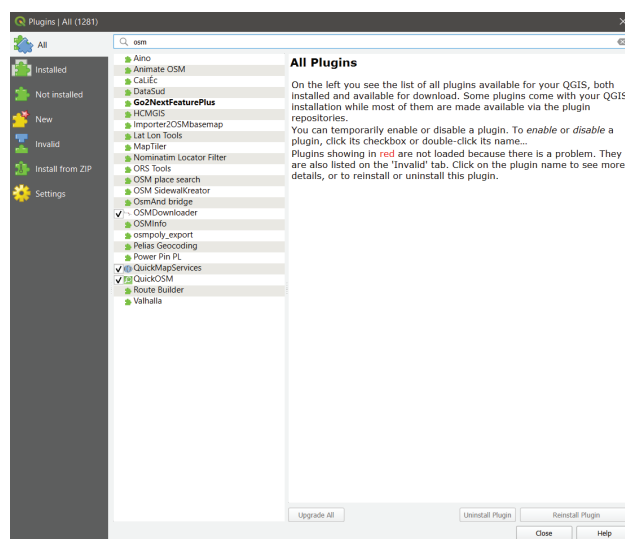 Plugins | All (1281)
All
Installed
Not installed
New
Invalid
Install from ZIP
Settings
osm
Aino
Animate OSM
CaLiÉc
DataSud
Go2NextFeaturePlus
HCMGIS
Importer2OSMbasemap
Lat Lon Tools
MapTiler
Nominatim Locator Filter
ORS Tools
OSM place search
OSM SidewalKreator
OsmAnd bridge
OSMDownloader
OSMInfo
osmpoly_export
Pelias Geocoding
Power Pin PL
QuickMapServices
QuickOSM
Route Builder
Valhalla
All Plugins
On the left you see the list of all plugins available for your QGIS, both
installed and available for download. Some plugins come with your QGIS
installation while most of them are made available via the plugin
repositories.
You can temporarily enable or disable a plugin. To enable or disable a
plugin, click its checkbox or double-click its name...
Plugins showing in red are not loaded because there is a problem. They
are also listed on the 'Invalid' tab. Click on the plugin name to see more
details, or to reinstall or uninstall this plugin.
Upgrade All
Uninstall Plugin
Reinstall Plugin
Close
Help